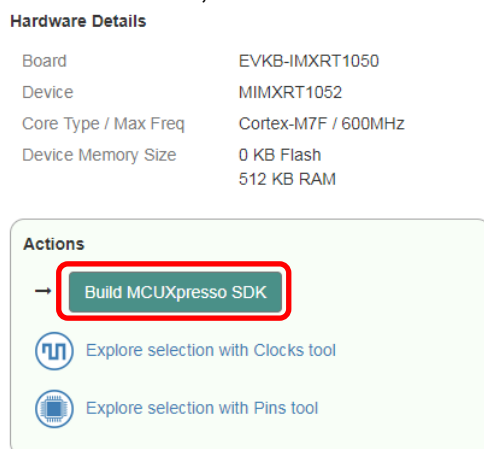 Hardware Details
Board EVKB-IMXRT1050
Device MIMXRT1052
Core Type / Max Freq Cortex-M7F / 600MHz
Device Memory Size 0 KB Flash
512 KB RAM
Actions
→ Build MCUXpresso SDK
Explore selection with Clocks tool
Explore selection with Pins tool